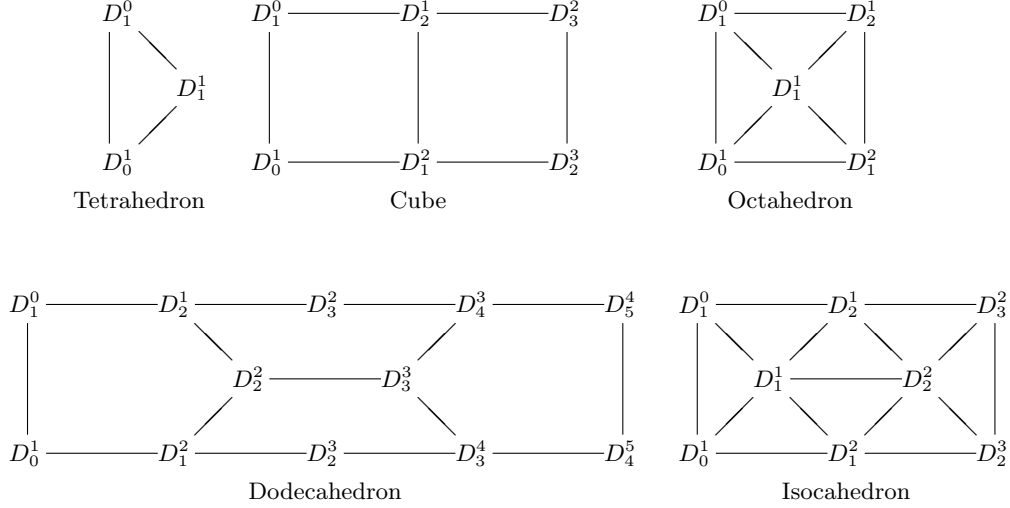 D_1^0 D_1^0 D_2^1 D_3^2 D_1^0 D_2^1
D_1^1 D_1^1
D_0^1 D_0^1 D_1^2 D_2^3 D_0^1 D_1^2
Tetrahedron Cube Octahedron
D_1^0 D_2^1 D_3^2 D_4^3 D_5^4 D_1^0 D_2^1 D_3^2
D_2^2 D_3^3 D_1^1 D_2^2
D_0^1 D_1^2 D_2^3 D_3^4 D_4^5 D_0^1 D_1^2 D_2^3
Dodecahedron Isocahedron